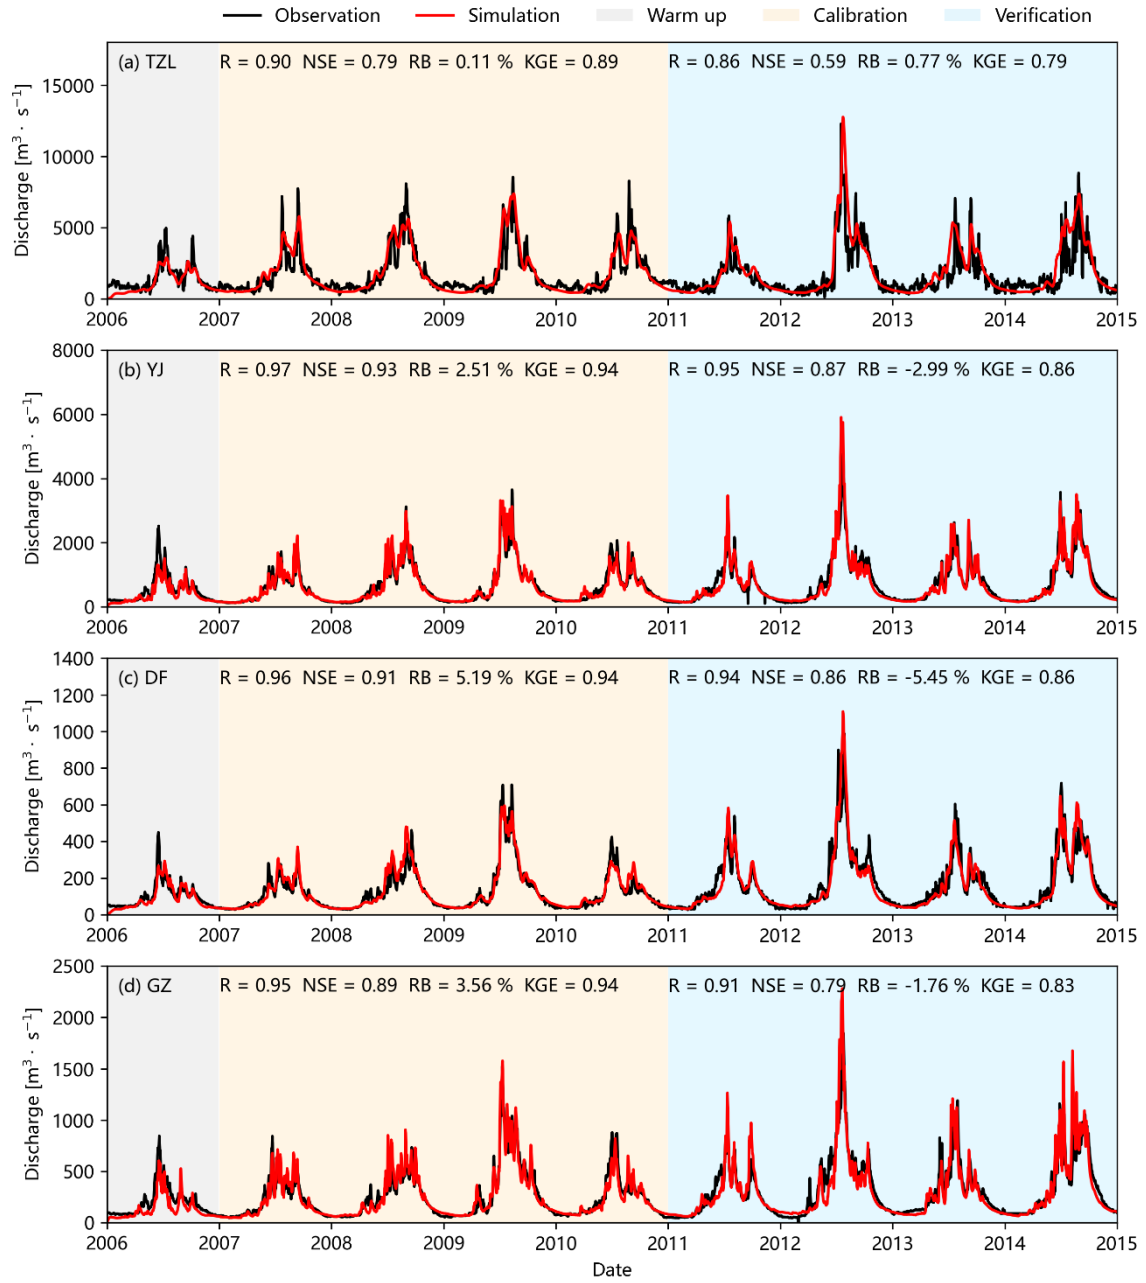 Observation Simulation Warm up Calibration Verification
(a) TZL R = 0.90 NSE = 0.79 RB = 0.11 % KGE = 0.89 R = 0.86 NSE = 0.59 RB = 0.77 % KGE = 0.79
Discharge [m³ · s⁻¹]
15000
10000
5000
0
2006 2007 2008 2009 2010 2011 2012 2013 2014 2015
8000
(b) YJ R = 0.97 NSE = 0.93 RB = 2.51 % KGE = 0.94 R = 0.95 NSE = 0.87 RB = -2.99 % KGE = 0.86
Discharge [m³ · s⁻¹]
6000
4000
2000
0
2006 2007 2008 2009 2010 2011 2012 2013 2014 2015
1400
(c) DF R = 0.96 NSE = 0.91 RB = 5.19 % KGE = 0.94 R = 0.94 NSE = 0.86 RB = -5.45 % KGE = 0.86
Discharge [m³ · s⁻¹]
1200
1000
800
600
400
200
0
2006 2007 2008 2009 2010 2011 2012 2013 2014 2015
2500
(d) GZ R = 0.95 NSE = 0.89 RB = 3.56 % KGE = 0.94 R = 0.91 NSE = 0.79 RB = -1.76 % KGE = 0.83
Discharge [m³ · s⁻¹]
2000
1500
1000
500
0
2006 2007 2008 2009 2010 2011 2012 2013 2014 2015
Date